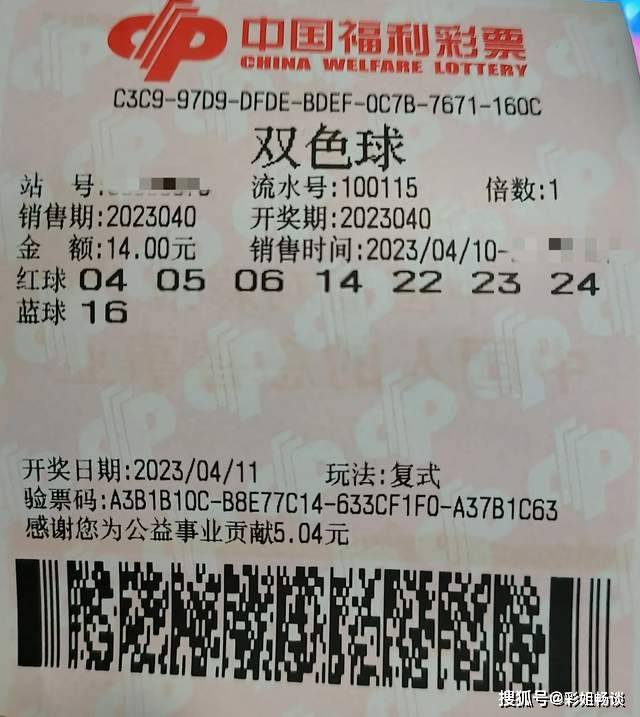 中国福利彩票
CHINA WELFARE LOTTERY
C3C9-97D9-DFDE-BDEF-0C7B-7671-160C
双色球
站 号: 流水号:100115 倍数:1
销售期:2023040 开奖期:2023040
金 额:14.00元 销售时间:2023/04/10-
红球 04 05 06 14 22 23 24
蓝球 16
开奖日期:2023/04/11 玩法:复式
验票码:A3B1B10C-B8E77C14-633CF1F0-A37B1C63
感谢您为公益事业贡献5.04元
搜狐号@彩姐畅谈